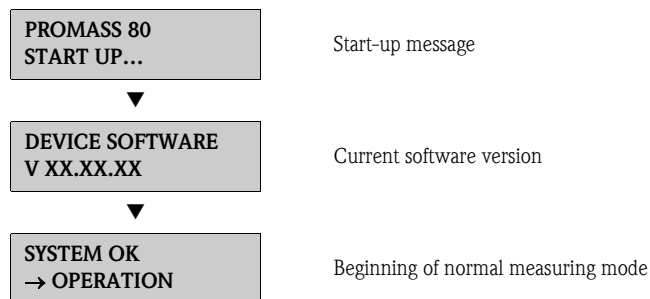 PROMASS 80
START UP...
Start-up message
▼
DEVICE SOFTWARE
V XX.XX.XX
Current software version
▼
SYSTEM OK
→ OPERATION
Beginning of normal measuring mode